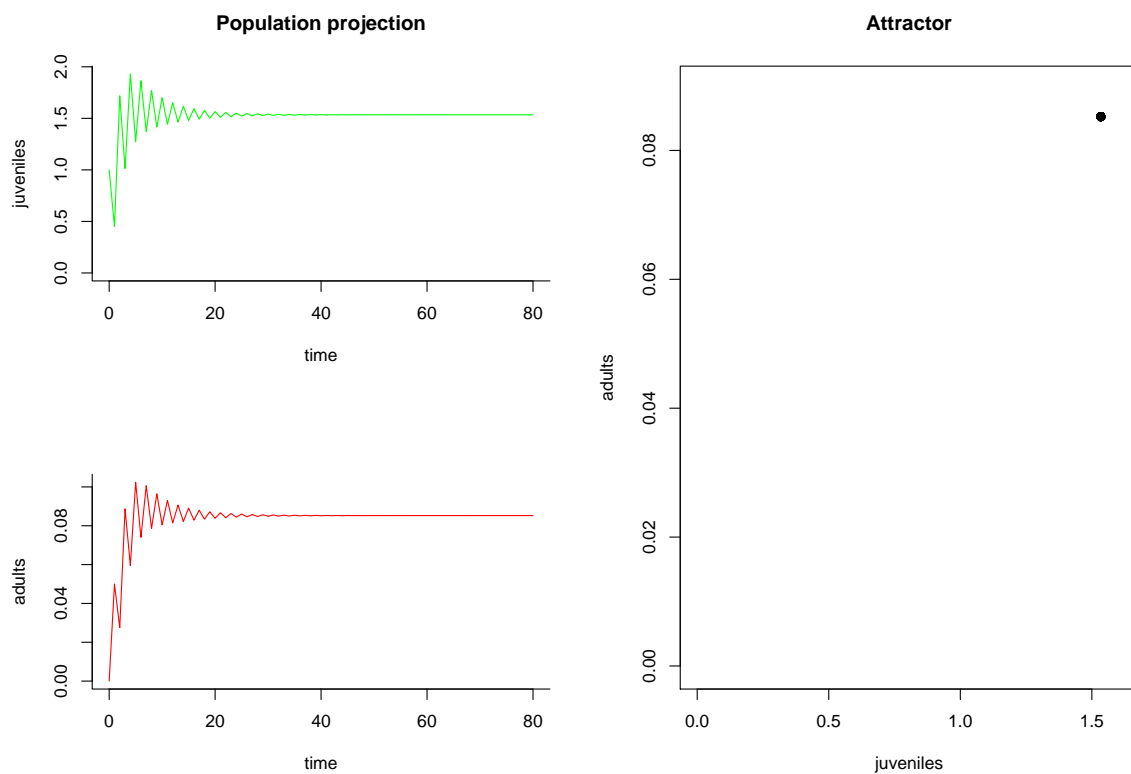 Population projection
juveniles
0.0 0.5 1.0 1.5 2.0
0 20 40 60 80
time
adults
0.00 0.04 0.08
0 20 40 60 80
time
Attractor
adults
0.00 0.02 0.04 0.06 0.08
0.0 0.5 1.0 1.5
juveniles